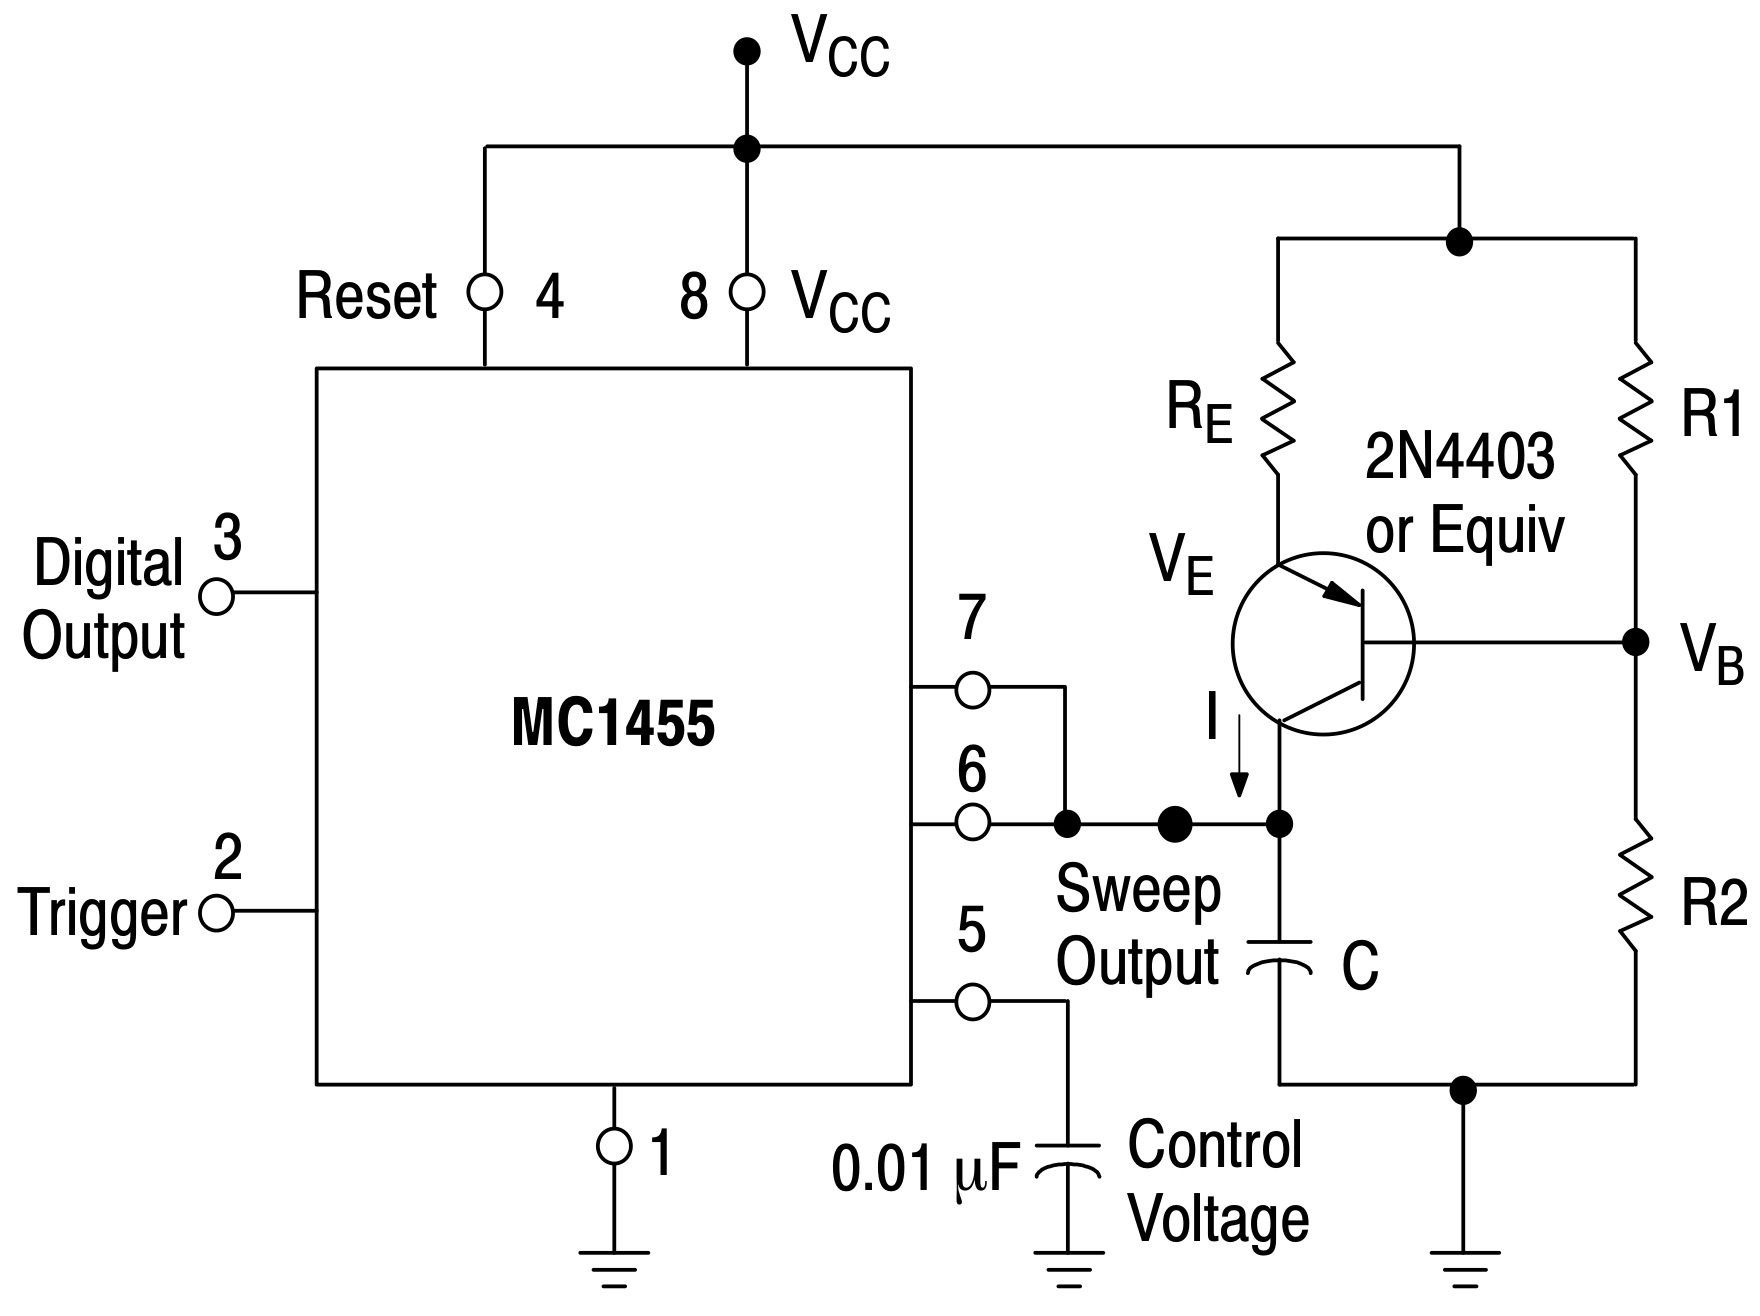 VCC
Reset 4 8 VCC
RE
R1
2N4403
or Equiv
3
Digital
Output
VE
7
VB
MC1455
I
6
2
Trigger
Sweep
Output
5
R2
C
1
0.01 µF
Control
Voltage